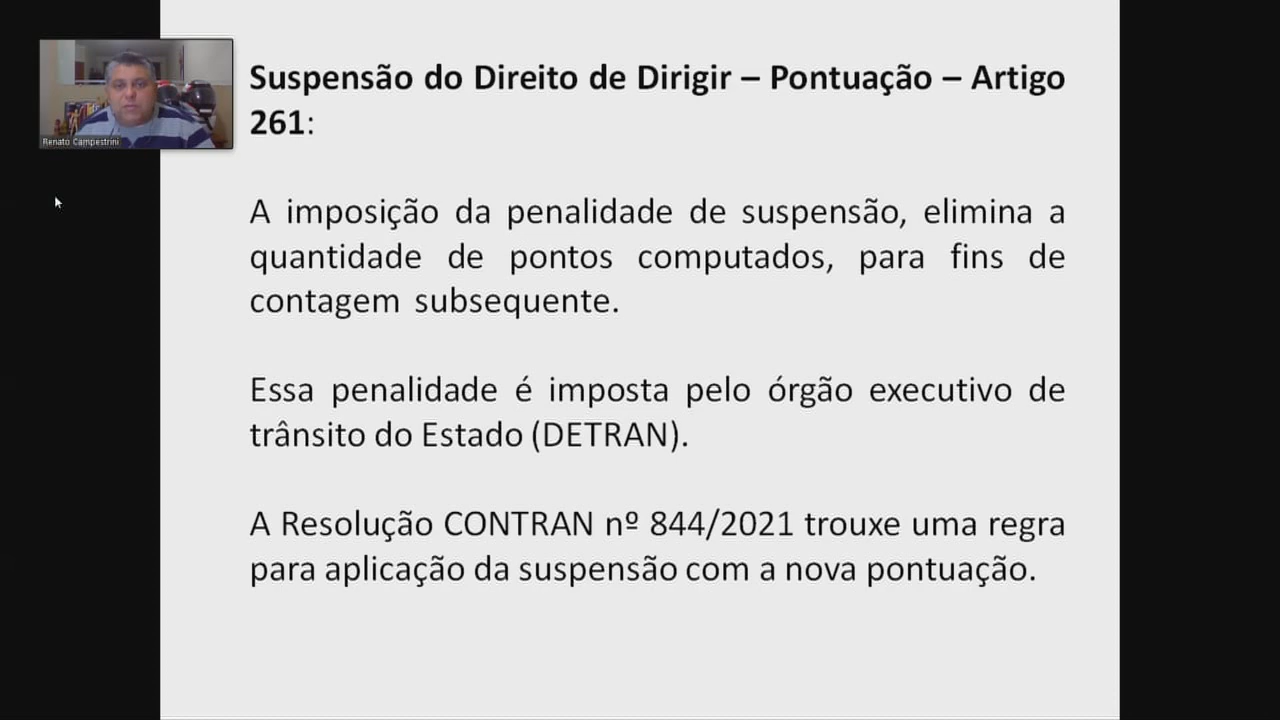 Suspensão do Direito de Dirigir – Pontuação – Artigo
261:
Renato Campestrini
A imposição da penalidade de suspensão, elimina a
quantidade de pontos computados, para fins de
contagem subsequente.
Essa penalidade é imposta pelo órgão executivo de
trânsito do Estado (DETRAN).
A Resolução CONTRAN nº 844/2021 trouxe uma regra
para aplicação da suspensão com a nova pontuação.